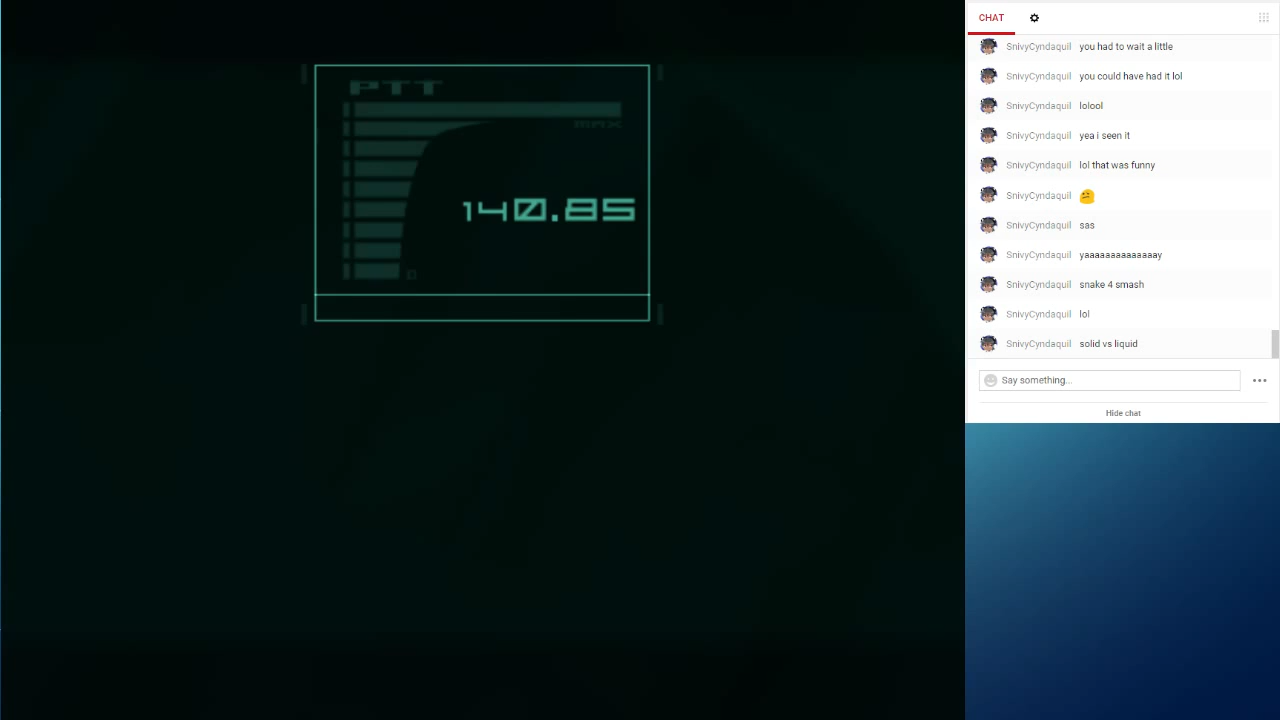 PTT
MAX
140.85
0
CHAT
SnivyCyndaquil you had to wait a little
SnivyCyndaquil you could have had it lol
SnivyCyndaquil lolool
SnivyCyndaquil yea i seen it
SnivyCyndaquil lol that was funny
SnivyCyndaquil 🤔
SnivyCyndaquil sas
SnivyCyndaquil yaaaaaaaaaaaaaay
SnivyCyndaquil snake 4 smash
SnivyCyndaquil lol
SnivyCyndaquil solid vs liquid
Say something...
Hide chat